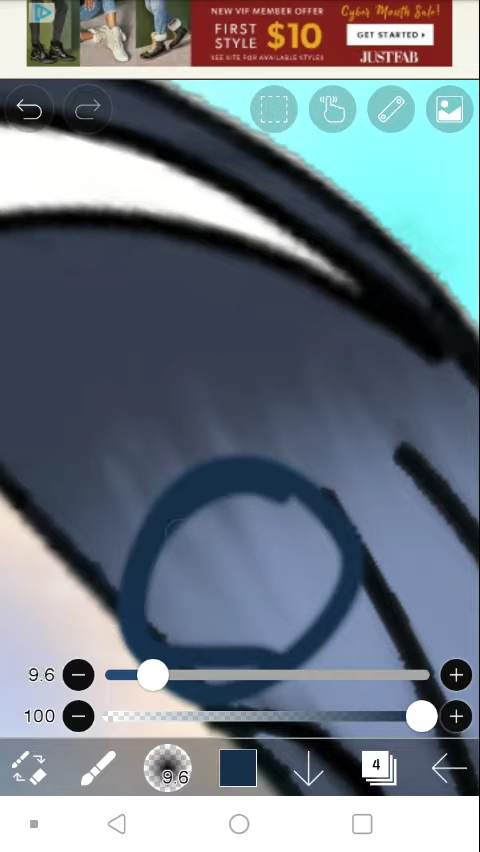 NEW VIP MEMBER OFFER
FIRST
STYLE
$10
SEE SITE FOR AVAILABLE STYLES
Cyber Month Sale!
GET STARTED
JUSTFAB
9.6
100
9.6
4